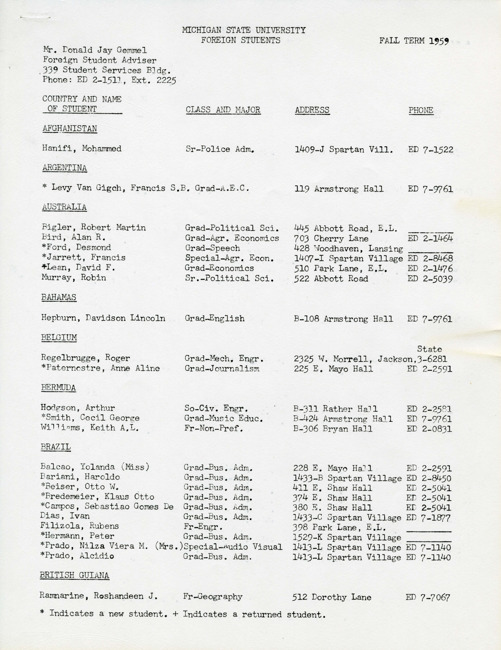 MICHIGAN STATE UNIVERSITY
FOREIGN STUDENTS FALL TERM 1959
Mr. Donald Jay Gemmel
Foreign Student Adviser
339 Student Services Bldg.
Phone: ED 2-1511, Ext. 2225
COUNTRY AND NAME
OF STUDENT CLASS AND MAJOR ADDRESS PHONE
AFGHANISTAN
Hanifi, Mohammed Sr-Police Adm. 1409-J Spartan Vill. ED 7-1522
ARGENTINA
* Levy Van Gigch, Francis S.B. Grad-A.E.C. 119 Armstrong Hall ED 7-9761
AUSTRALIA
Bigler, Robert Martin Grad-Political Sci. 445 Abbott Road, E.L.
Bird, Alan R. Grad-Agr. Economics 703 Cherry Lane ED 2-1464
*Ford, Desmond Grad-Speech 428 Woodhaven, Lansing
*Jarrett, Francis Special-Agr. Econ. 1407-I Spartan Village ED 2-8468
+Lean, David F. Grad-Economics 510 Park Lane, E.L. ED 2-1476
Murray, Robin Sr.-Political Sci. 522 Abbott Road ED 2-5039
BAHAMAS
Hepburn, Davidson Lincoln Grad-English B-108 Armstrong Hall ED 7-9761
BELGIUM
State
Regelbrugge, Roger Grad-Mech. Engr. 2325 W. Morrell, Jackson,3-6281
*Paternostre, Anne Aline Grad-Journalism 225 E. Mayo Hall ED 2-2591
BERMUDA
Hodgson, Arthur So-Civ. Engr. B-311 Rather Hall ED 2-2581
*Smith, Cecil George Grad-Music Educ. B-424 Armstrong Hall ED 7-9761
Williams, Keith A.L. Fr-Non-Pref. B-306 Bryan Hall ED 2-0831
BRAZIL
Balcao, Yolanda (Miss) Grad-Bus. Adm. 228 E. Mayo Hall ED 2-2591
Bariani, Haroldo Grad-Bus. Adm. 1433-B Spartan Village ED 2-8450
*Beiser, Otto W. Grad-Bus. Adm. 411 E. Shaw Hall ED 2-5041
*Bredemeier, Klaus Otto Grad-Bus. Adm. 374 E. Shaw Hall ED 2-5041
*Campos, Sebastiao Gomes De Grad-Bus. Adm. 380 E. Shaw Hall ED 2-5041
Dias, Ivan Grad-Bus. Adm. 1433-C Spartan Village ED 7-1877
Filizola, Rubens Fr-Engr. 398 Park Lane, E.L.
*Hermann, Peter Grad-Bus. Adm. 1529-K Spartan Village
*Prado, Nilza Viera M. (Mrs.)Special-Audio Visual 1413-L Spartan Village ED 7-1140
*Prado, Alcidio Grad-Bus. Adm. 1413-L Spartan Village ED 7-1140
BRITISH GUIANA
Ramnarine, Roshandeen J. Fr-Geography 512 Dorothy Lane ED 7-7067
* Indicates a new student. + Indicates a returned student.